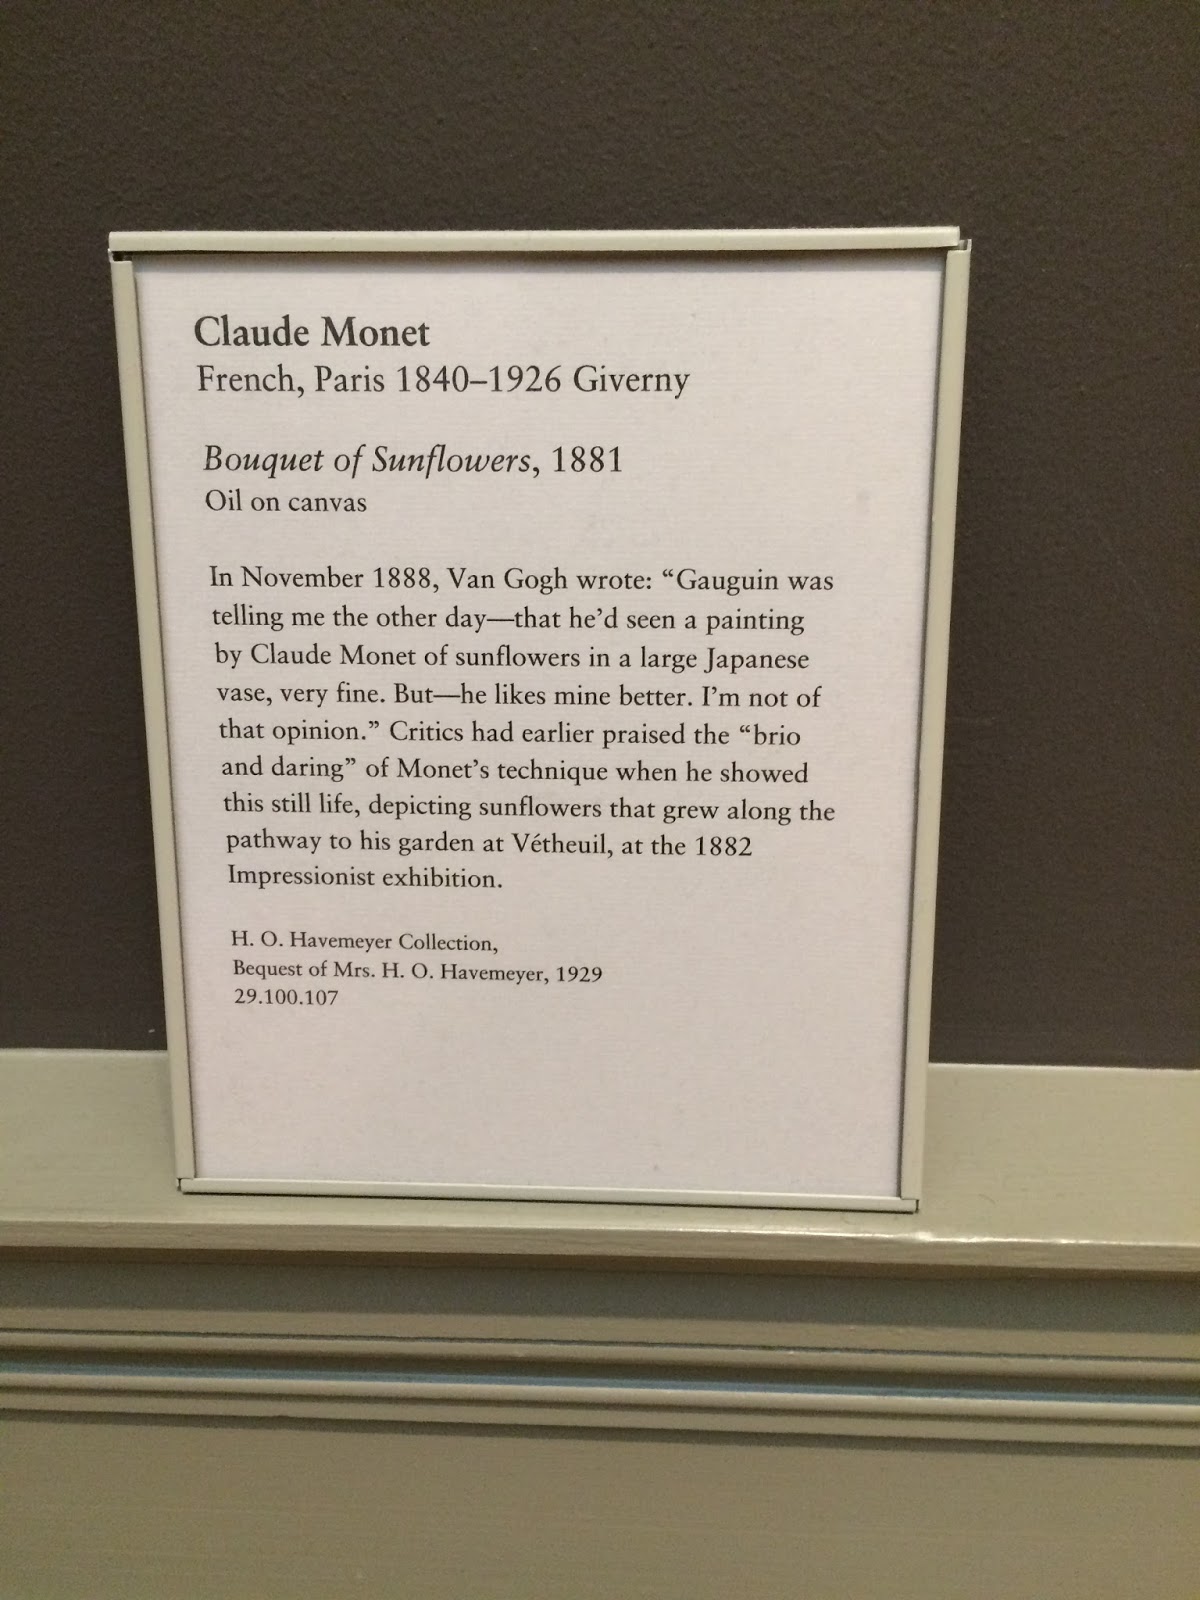 Claude Monet
French, Paris 1840–1926 Giverny
Bouquet of Sunflowers, 1881
Oil on canvas
In November 1888, Van Gogh wrote: “Gauguin was
telling me the other day—that he’d seen a painting
by Claude Monet of sunflowers in a large Japanese
vase, very fine. But—he likes mine better. I’m not of
that opinion.” Critics had earlier praised the “brio
and daring” of Monet’s technique when he showed
this still life, depicting sunflowers that grew along the
pathway to his garden at Vétheuil, at the 1882
Impressionist exhibition.
H. O. Havemeyer Collection,
Bequest of Mrs. H. O. Havemeyer, 1929
29.100.107